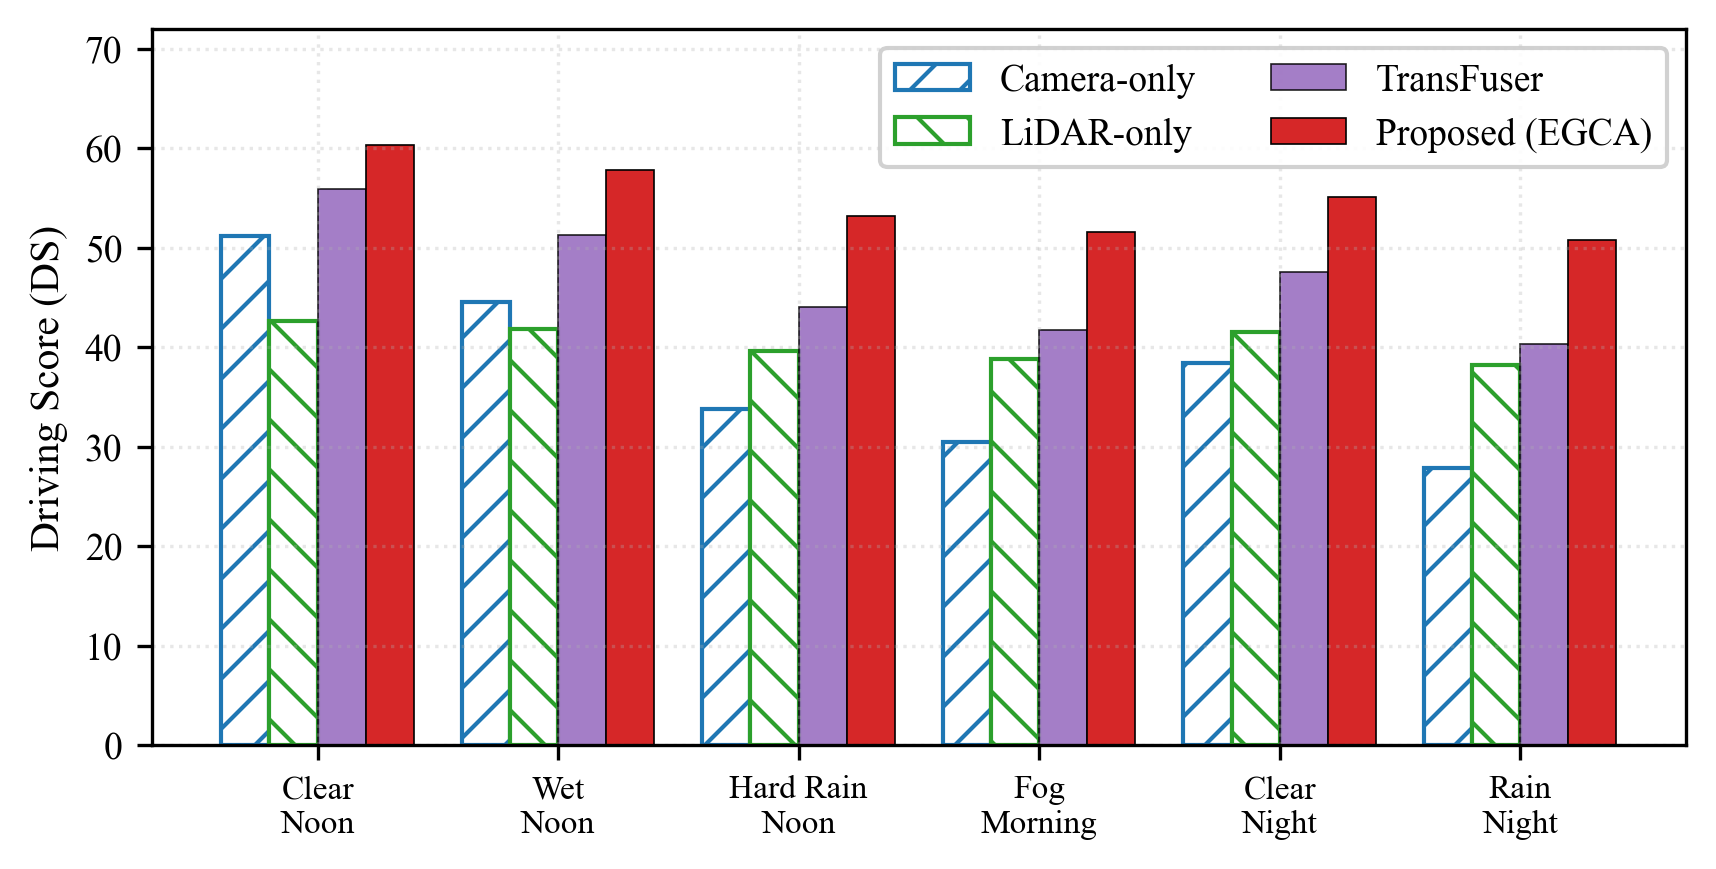 Driving Score (DS)
70
60
50
40
30
20
10
0
Camera-only
LiDAR-only
TransFuser
Proposed (EGCA)
Clear
Noon
Wet
Noon
Hard Rain
Noon
Fog
Morning
Clear
Night
Rain
Night